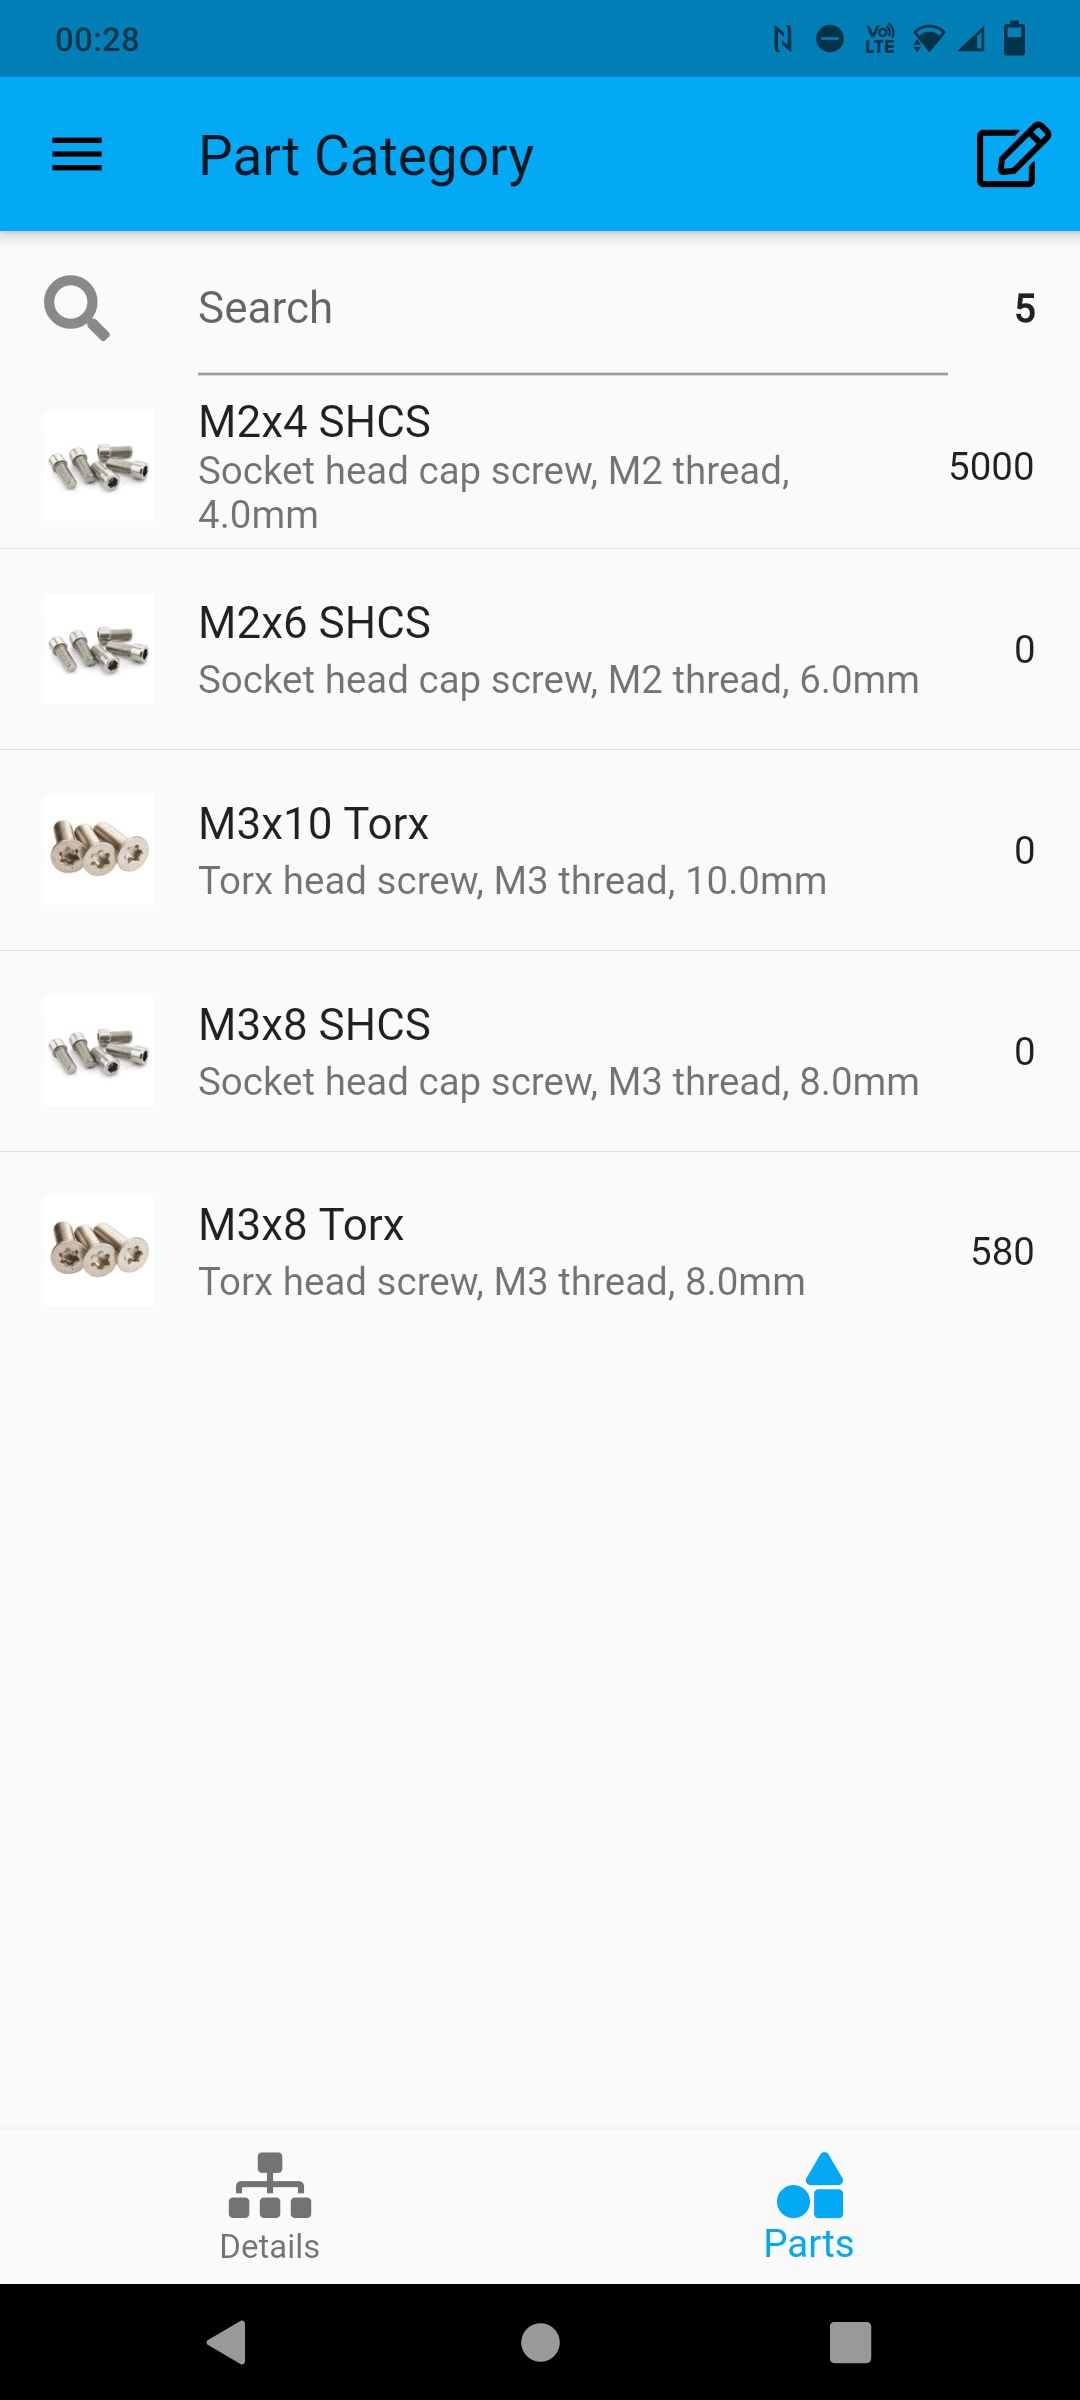 00:28
Vo)) LTE
Part Category
Search 5
M2x4 SHCS
Socket head cap screw, M2 thread,
4.0mm
5000
M2x6 SHCS
Socket head cap screw, M2 thread, 6.0mm
0
M3x10 Torx
Torx head screw, M3 thread, 10.0mm
0
M3x8 SHCS
Socket head cap screw, M3 thread, 8.0mm
0
M3x8 Torx
Torx head screw, M3 thread, 8.0mm
580
Details
Parts